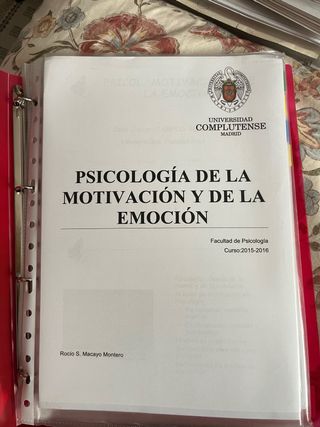 UNIVERSIDAD
COMPLUTENSE
MADRID
PSICOLOGÍA DE LA
MOTIVACIÓN Y DE LA
EMOCIÓN
Facultad de Psicología
Curso:2015-2016
Rocío S. Macayo Montero